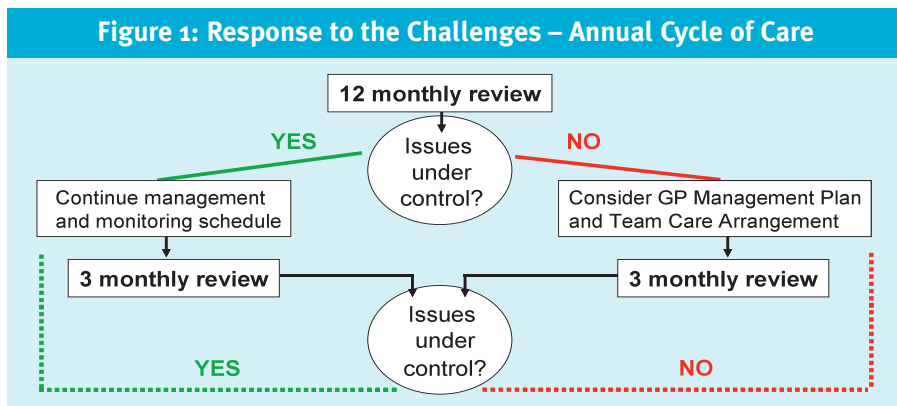 Figure 1: Response to the Challenges – Annual Cycle of Care
12 monthly review
YES
NO
Issues
under
control?
Continue management
and monitoring schedule
Consider GP Management Plan
and Team Care Arrangement
3 monthly review
3 monthly review
Issues
under
control?
YES
NO